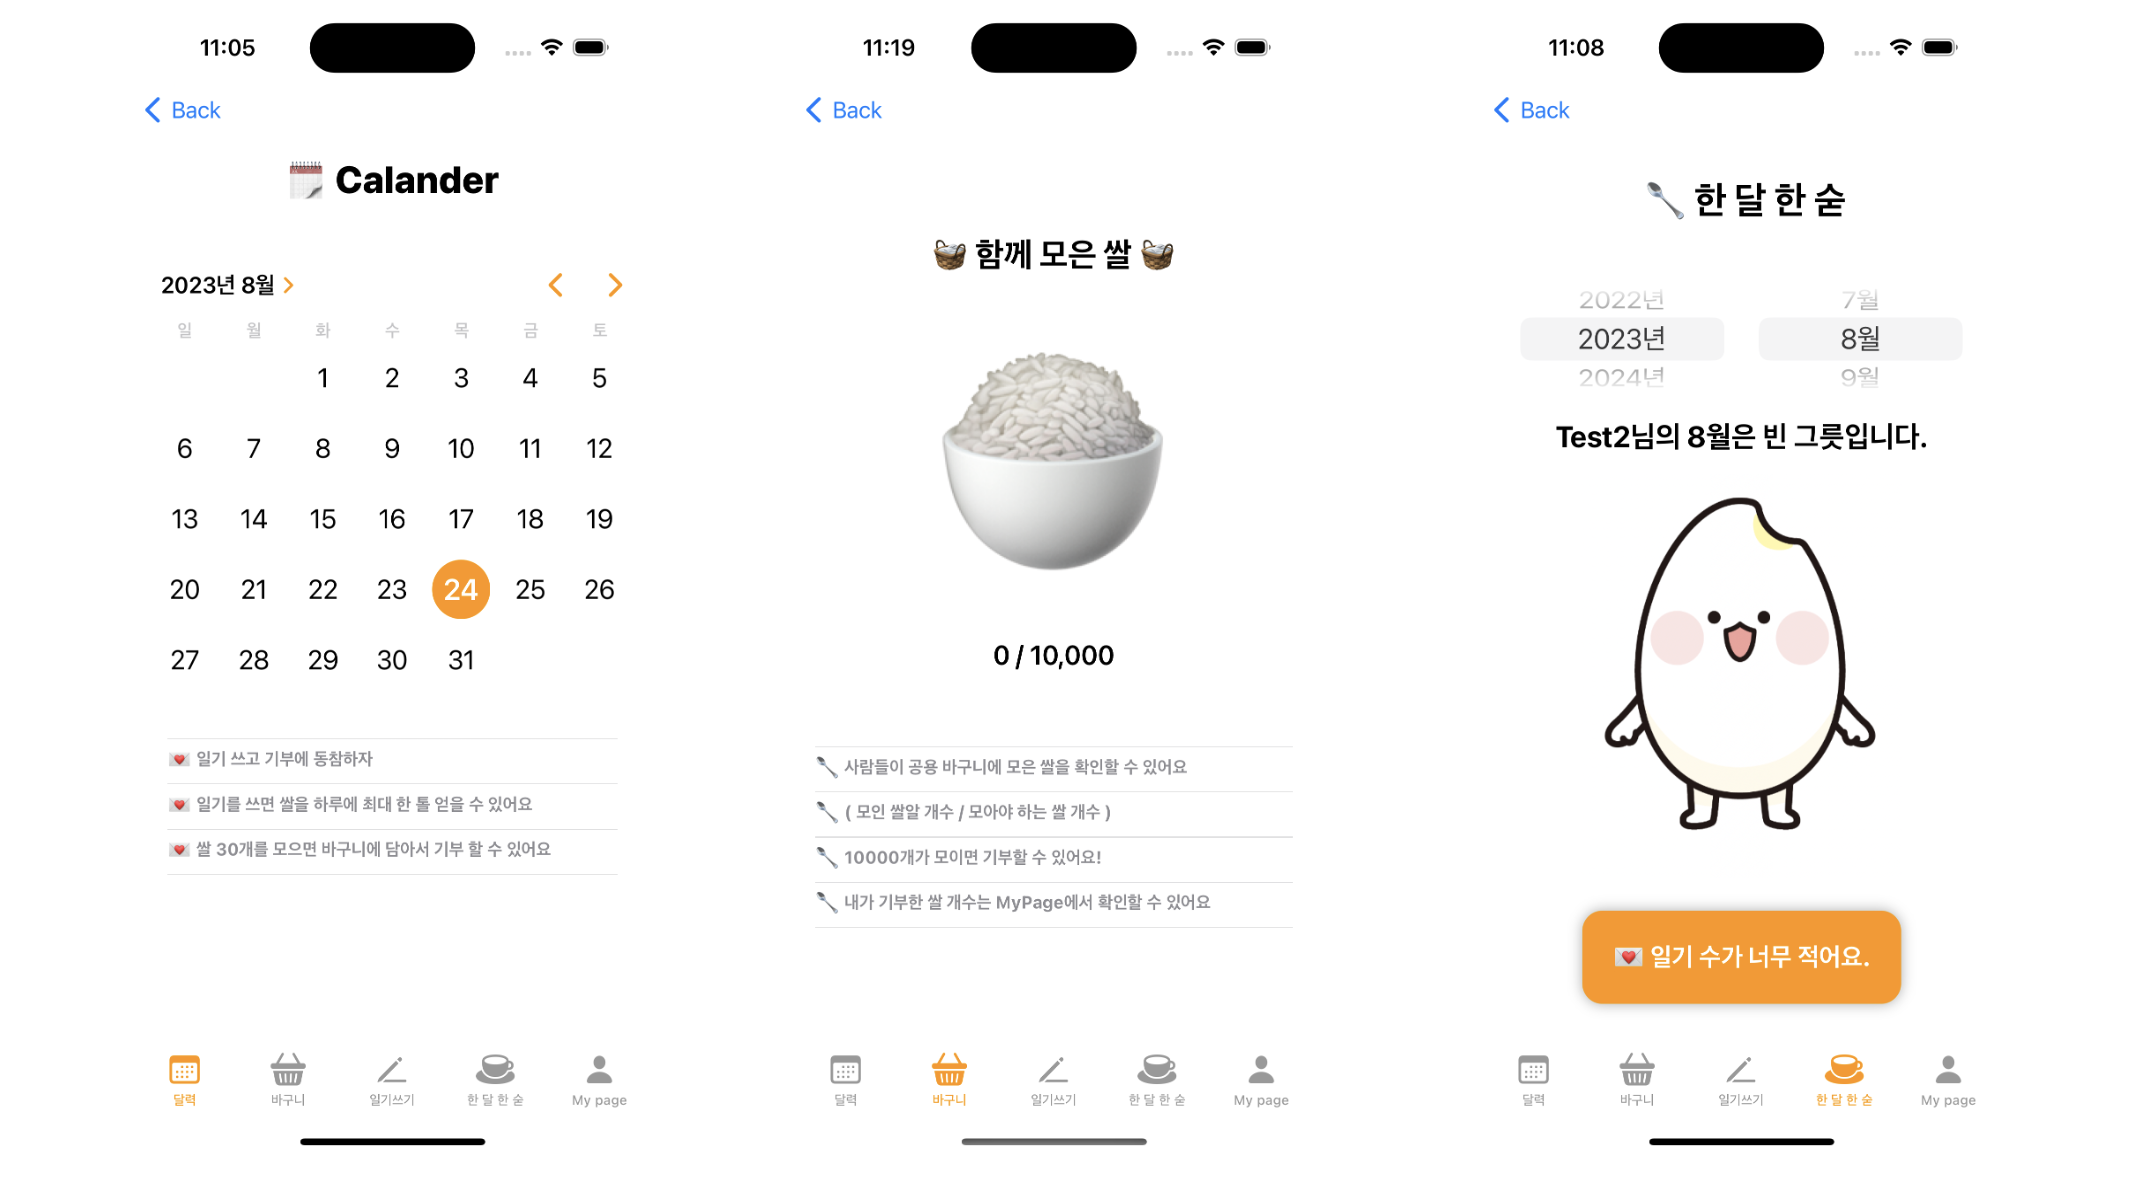 11:05
Back
Calander
2023년 8월
일 월 화 수 목 금 토
1 2 3 4 5
6 7 8 9 10 11 12
13 14 15 16 17 18 19
20 21 22 23 24 25 26
27 28 29 30 31
일기 쓰고 기부에 동참하자
일기를 쓰면 쌀을 하루에 최대 한 톨 얻을 수 있어요
쌀 30개를 모으면 바구니에 담아서 기부 할 수 있어요
달력 바구니 일기쓰기 한 달 한 숟 My page
11:19
Back
함께 모은 쌀
0 / 10,000
사람들이 공용 바구니에 모은 쌀을 확인할 수 있어요
( 모인 쌀알 개수 / 모아야 하는 쌀 개수 )
10000개가 모이면 기부할 수 있어요!
내가 기부한 쌀 개수는 MyPage에서 확인할 수 있어요
달력 바구니 일기쓰기 한 달 한 숟 My page
11:08
Back
한 달 한 숟
2022년 7월
2023년 8월
2024년 9월
Test2님의 8월은 빈 그릇입니다.
일기 수가 너무 적어요.
달력 바구니 일기쓰기 한 달 한 숟 My page